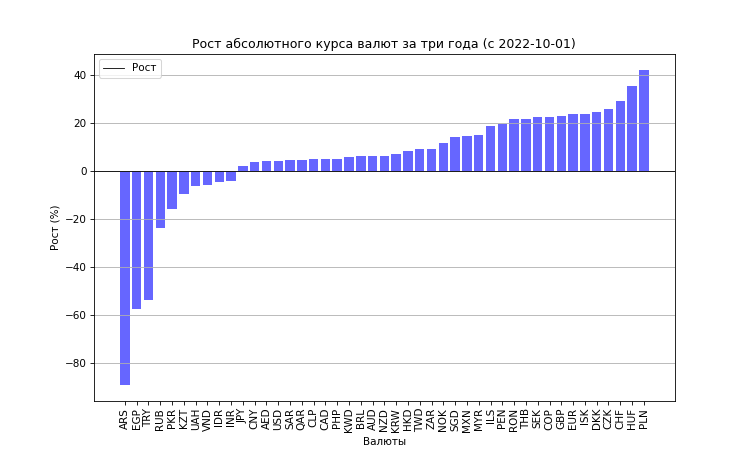 Рост абсолютного курса валют за три года (с 2022-10-01)
Рост
40
20
0
−20
−40
−60
−80
Рост (%)
ARS
EGP
TRY
RUB
PKR
KZT
UAH
VND
IDR
INR
JPY
CNY
AED
USD
SAR
QAR
CLP
CAD
PHP
KWD
BRL
AUD
NZD
KRW
HKD
TWD
ZAR
NOK
SGD
MXN
MYR
ILS
PEN
RON
THB
SEK
COP
GBP
EUR
ISK
DKK
CZK
CHF
HUF
PLN
Валюты